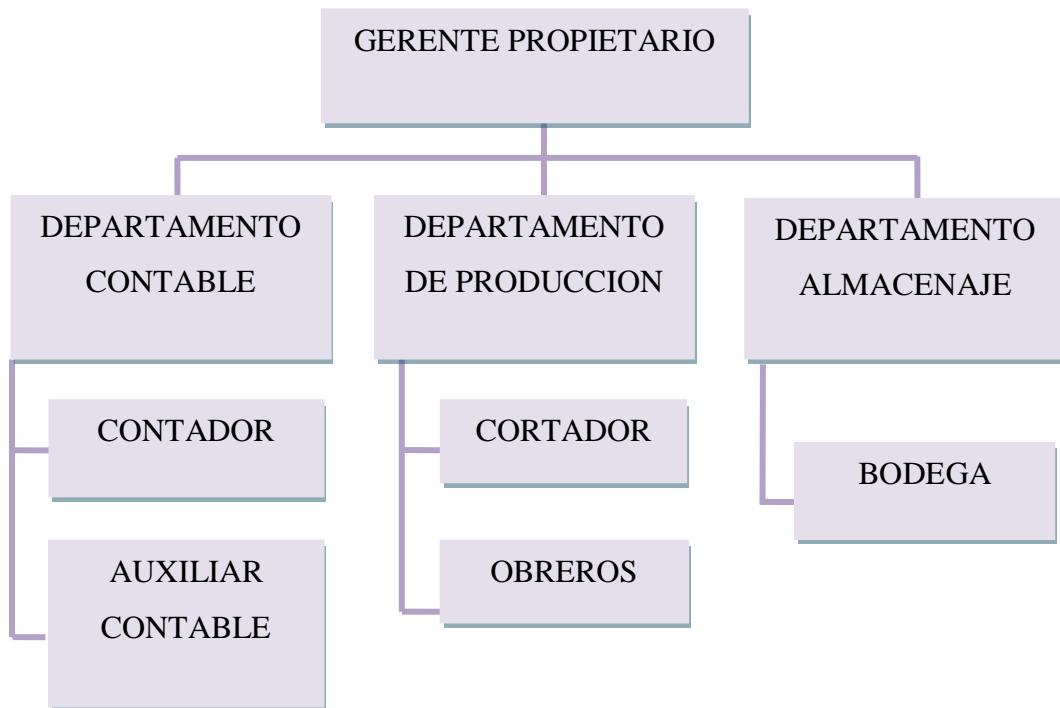 GERENTE PROPIETARIO
DEPARTAMENTO
CONTABLE
DEPARTAMENTO
DE PRODUCCION
DEPARTAMENTO
ALMACENAJE
CONTADOR
AUXILIAR
CONTABLE
CORTADOR
OBREROS
BODEGA